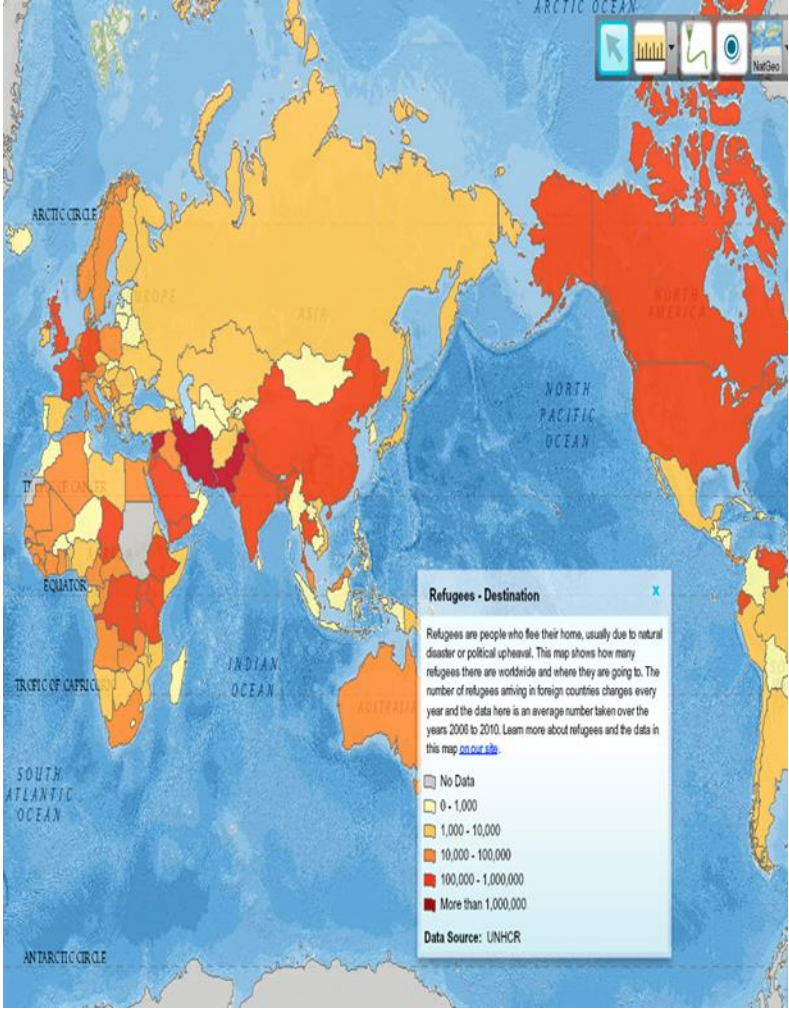 ARCTIC OCEAN
NatGeo
ARCTIC CIRCLE
EUROPE
ASIA
NORTH
AMERICA
NORTH
PACIFIC
OCEAN
TROPIC OF CANCER
AFRICA
EQUATOR
INDIAN
OCEAN
TROPIC OF CAPRICORN
AUSTRALIA
SOUTH
ATLANTIC
OCEAN
ANTARCTIC CIRCLE
Refugees - Destination
x
Refugees are people who flee their home, usually due to natural
disaster or political upheaval. This map shows how many
refugees there are worldwide and where they are going to. The
number of refugees arriving in foreign countries changes every
year and the data here is an average number taken over the
years 2006 to 2010. Learn more about refugees and the data in
this map on our site.
No Data
0 - 1,000
1,000 - 10,000
10,000 - 100,000
100,000 - 1,000,000
More than 1,000,000
Data Source: UNHCR